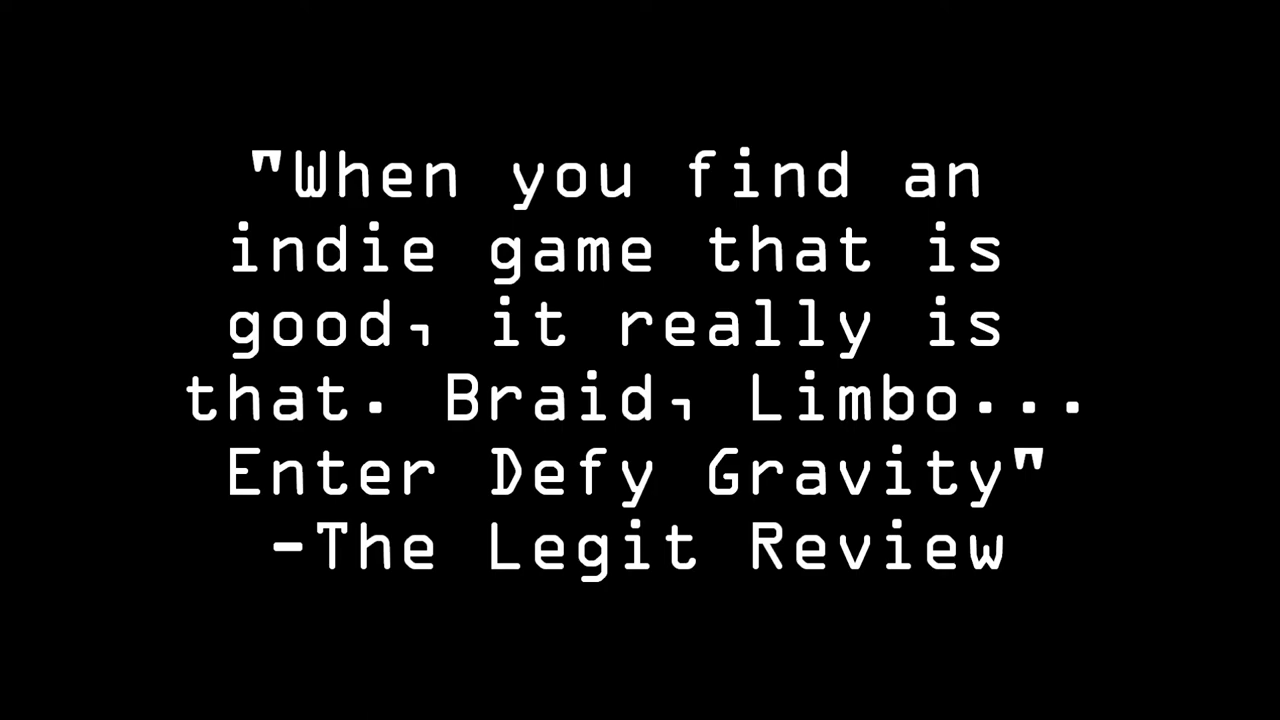 "When you find an
indie game that is
good, it really is
that. Braid, Limbo...
Enter Defy Gravity"
-The Legit Review